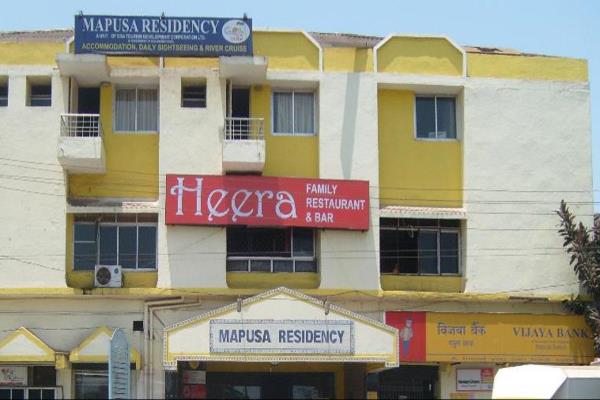 MAPUSA RESIDENCY
A UNIT OF GOA TOURISM DEVELOPMENT CORPORATION LTD.
ACCOMMODATION, DAILY SIGHTSEEING & RIVER CRUISE
Heera
FAMILY
RESTAURANT
& BAR
MAPUSA RESIDENCY
विजया बैंक
VIJAYA BANK